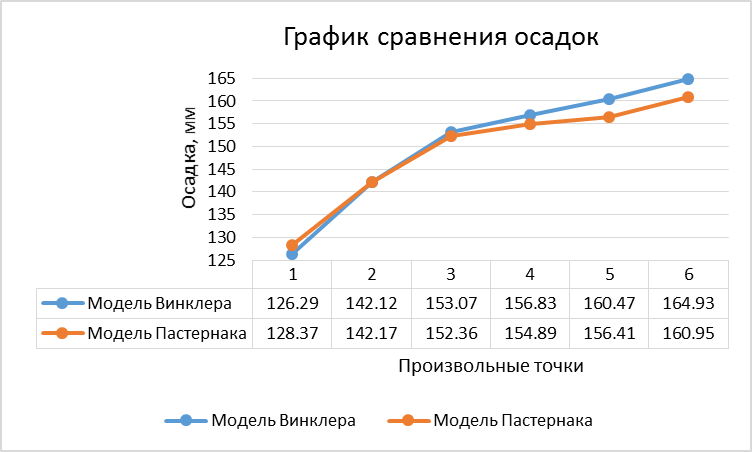 График сравнения осадок
Осадка, мм
165
160
155
150
145
140
135
130
125
1 2 3 4 5 6
Модель Винклера 126.29 142.12 153.07 156.83 160.47 164.93
Модель Пастернака 128.37 142.17 152.36 154.89 156.41 160.95
Произвольные точки
Модель Винклера Модель Пастернака